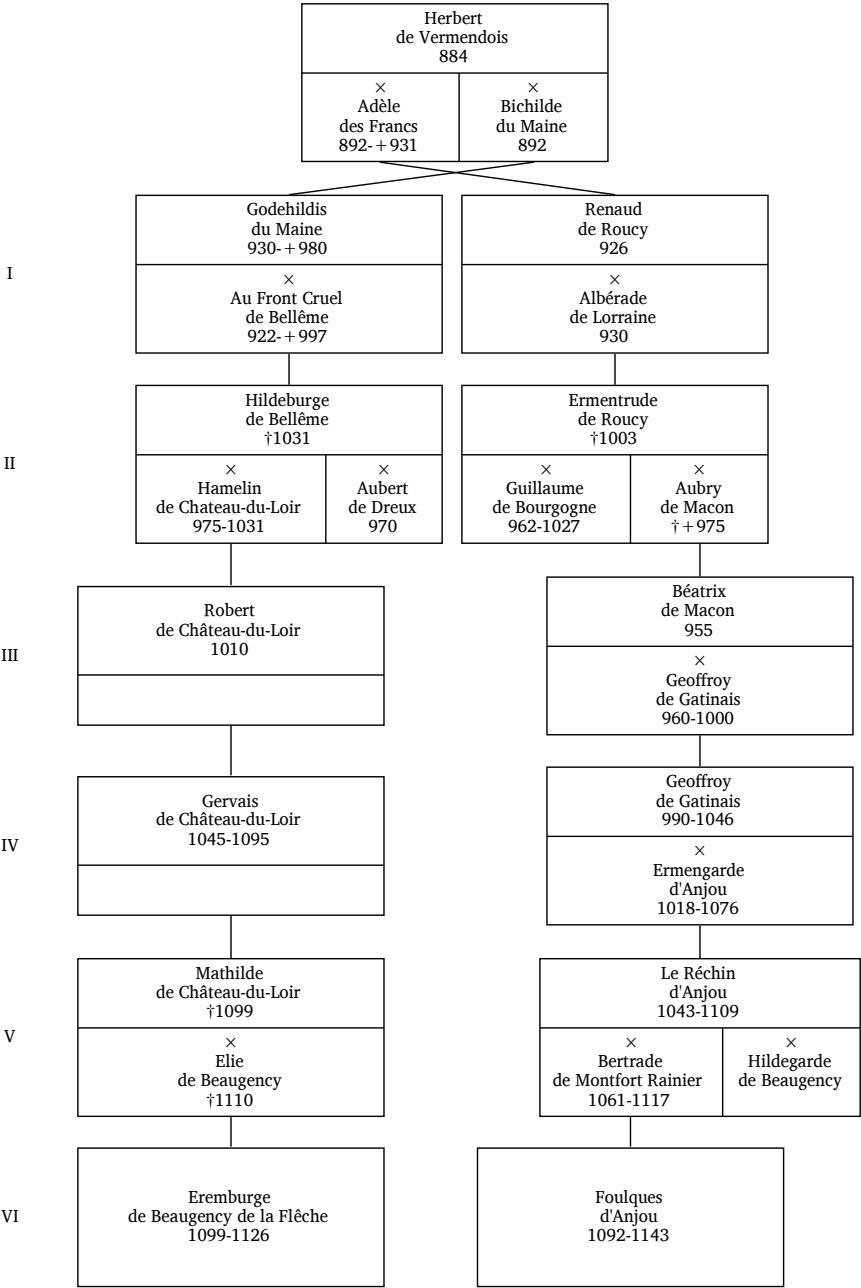 Herbert
de Vermendois
884
×
Adèle
des Francs
892-+931
×
Bichilde
du Maine
892
I
Godehildis
du Maine
930-+980
×
Au Front Cruel
de Bellême
922-+997
Renaud
de Roucy
926
×
Albérade
de Lorraine
930
II
Hildeburge
de Bellême
†1031
×
Hamelin
de Chateau-du-Loir
975-1031
×
Aubert
de Dreux
970
Ermentrude
de Roucy
†1003
×
Guillaume
de Bourgogne
962-1027
×
Aubry
de Macon
†+975
III
Robert
de Château-du-Loir
1010
Béatrix
de Macon
955
×
Geoffroy
de Gatinais
960-1000
IV
Gervais
de Château-du-Loir
1045-1095
Geoffroy
de Gatinais
990-1046
×
Ermengarde
d'Anjou
1018-1076
V
Mathilde
de Château-du-Loir
†1099
×
Elie
de Beaugency
†1110
Le Réchin
d'Anjou
1043-1109
×
Bertrade
de Montfort Rainier
1061-1117
×
Hildegarde
de Beaugency
VI
Eremburge
de Beaugency de la Flêche
1099-1126
Foulques
d'Anjou
1092-1143